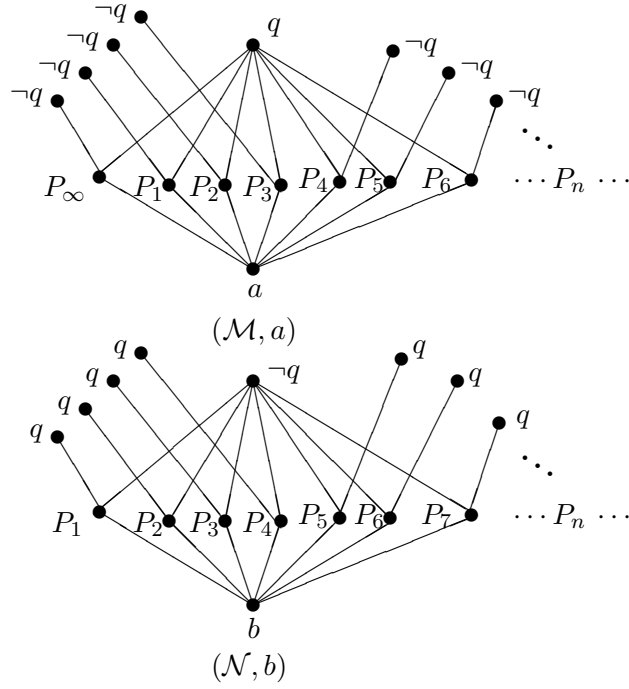 ¬q
¬q q
¬q ¬q
¬q ¬q
¬q ¬q
P∞ P₁ P₂ P₃ P₄ P₅ P₆ ⋯ Pₙ ⋯
a
(ℳ, a)
q ¬q q
q q
q q
q
P₁ P₂ P₃ P₄ P₅ P₆ P₇ ⋯ Pₙ ⋯
b
(𝒩, b)